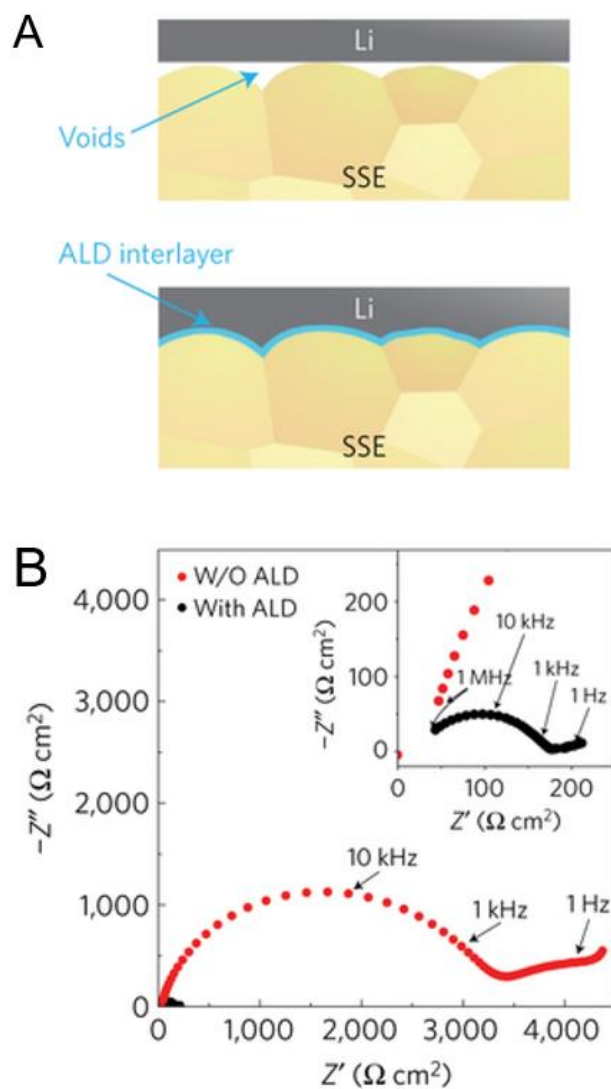 A
Li
Voids
SSE
ALD interlayer
Li
SSE
B
W/O ALD
With ALD
4,000
3,000
2,000
1,000
0
−Z″ (Ω cm²)
0
1,000
2,000
3,000
4,000
Z′ (Ω cm²)
10 kHz
1 kHz
1 Hz
200
100
0
−Z″ (Ω cm²)
0
100
200
Z′ (Ω cm²)
10 kHz
1 MHz
1 kHz
1 Hz